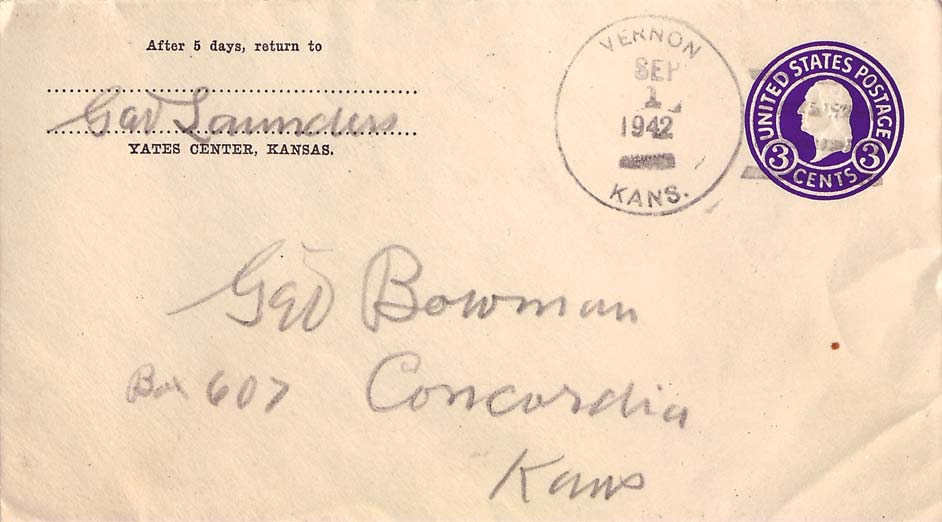 After 5 days, return to
Geo Saunders
YATES CENTER, KANSAS.
VERNON
SEP
1
1942
KANS.
UNITED STATES POSTAGE
3 CENTS 3
Geo Bowman
Box 607 Concordia
Kans